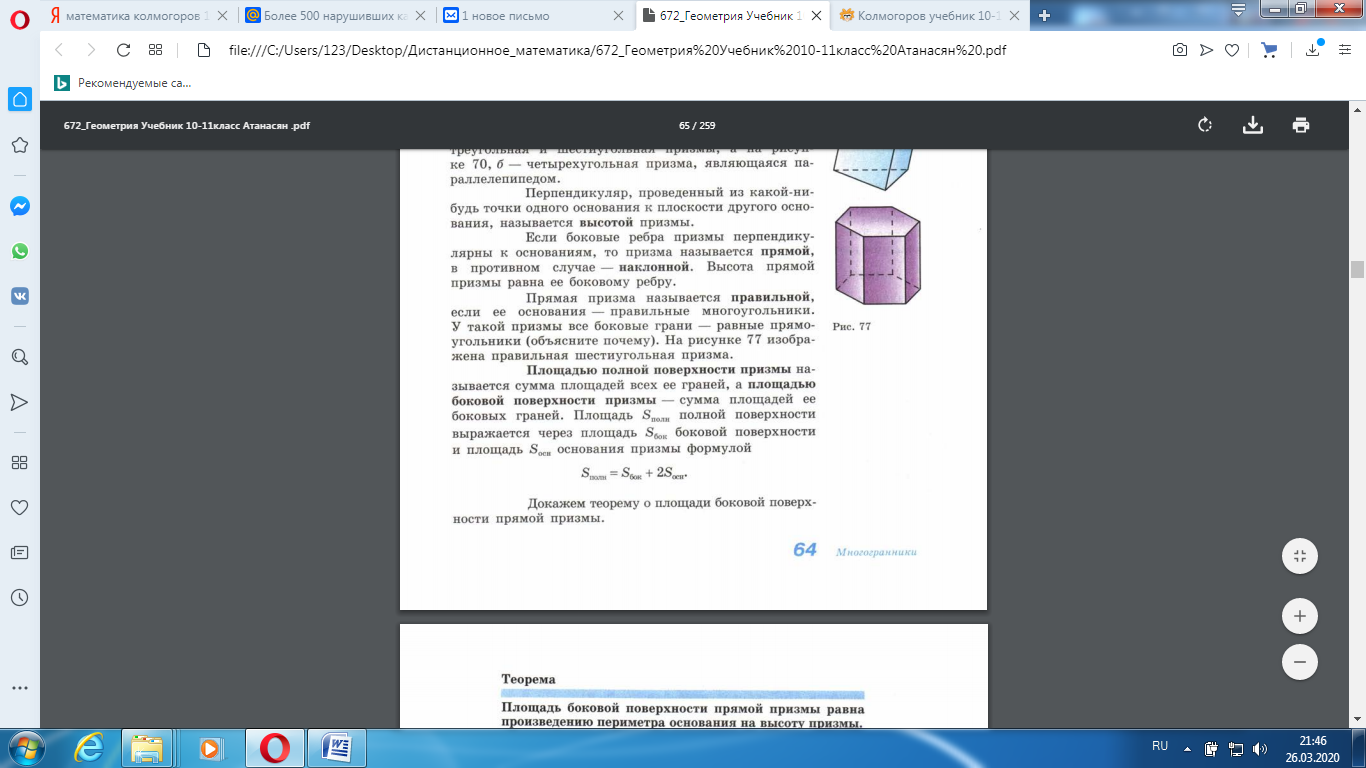 математика колмогоров 1
Более 500 нарушивших ка
1 новое письмо
672_Геометрия Учебник 1
Колмогоров учебник 10-1
file:///C:/Users/123/Desktop/Дистанционное_математика/672_Геометрия%20Учебник%2010-11класс%20Атанасян%20.pdf
Рекомендуемые са...
672_Геометрия Учебник 10-11класс Атанасян .pdf
65 / 259
треугольная и шестиугольная призмы, а на рисун-
ке 70, б — четырехугольная призма, являющаяся па-
раллелепипедом.
Перпендикуляр, проведенный из какой-ни-
будь точки одного основания к плоскости другого осно-
вания, называется высотой призмы.
Если боковые ребра призмы перпендику-
лярны к основаниям, то призма называется прямой,
в противном случае — наклонной. Высота прямой
призмы равна ее боковому ребру.
Прямая призма называется правильной,
если ее основания — правильные многоугольники.
У такой призмы все боковые грани — равные прямо-
угольники (объясните почему). На рисунке 77 изобра-
жена правильная шестиугольная призма.
Рис. 77
Площадью полной поверхности призмы на-
зывается сумма площадей всех ее граней, а площадью
боковой поверхности призмы — сумма площадей ее
боковых граней. Площадь Sполн полной поверхности
выражается через площадь Sбок боковой поверхности
и площадь Sосн основания призмы формулой
Sполн = Sбок + 2Sосн.
Докажем теорему о площади боковой поверх-
ности прямой призмы.
64 Многогранники
Теорема
Площадь боковой поверхности прямой призмы равна
произведению периметра основания на высоту призмы.
RU
21:46
26.03.2020